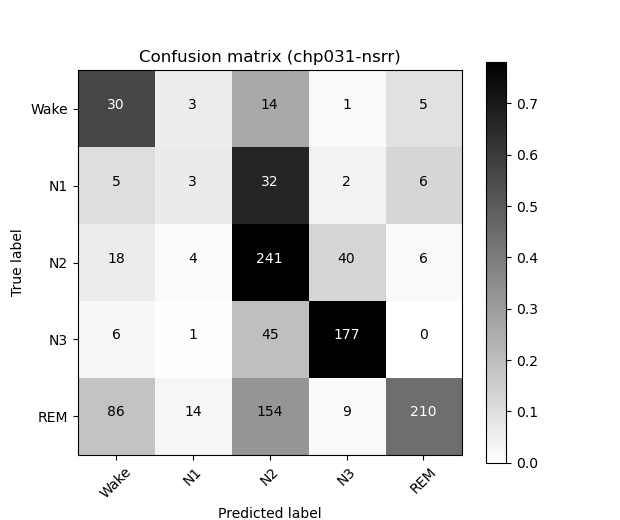 Confusion matrix (chp031-nsrr)
Wake 30 3 14 1 5
N1 5 3 32 2 6
N2 18 4 241 40 6
N3 6 1 45 177 0
REM 86 14 154 9 210
Wake N1 N2 N3 REM
Predicted label
True label
0.7
0.6
0.5
0.4
0.3
0.2
0.1
0.0